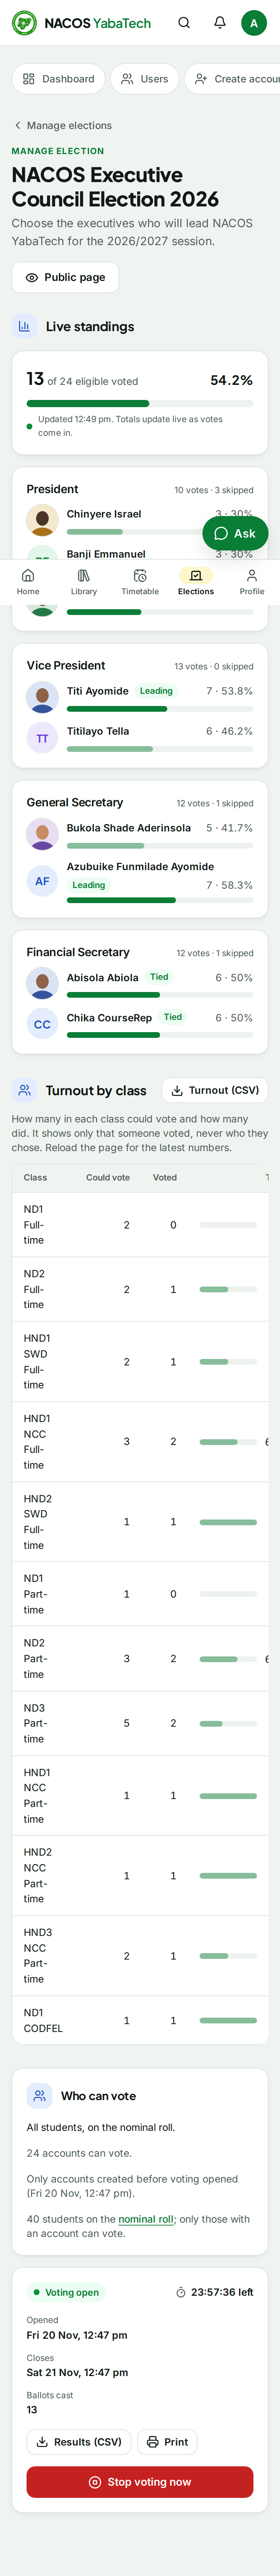 NACOS YabaTech
A
Dashboard
Users
Create accoun
Manage elections
MANAGE ELECTION
NACOS Executive
Council Election 2026
Choose the executives who will lead NACOS
YabaTech for the 2026/2027 session.
Public page
Live standings
13 of 24 eligible voted 54.2%
Updated 12:49 pm. Totals update live as votes
come in.
President 10 votes · 3 skipped
Chinyere Israel 3 · 30%
Ask
Banji Emmanuel 3 · 30%
Home
Library
Timetable
Elections
Profile
Vice President 13 votes · 0 skipped
Titi Ayomide Leading 7 · 53.8%
TT Titilayo Tella 6 · 46.2%
General Secretary 12 votes · 1 skipped
Bukola Shade Aderinsola 5 · 41.7%
Azubuike Funmilade Ayomide
AF Leading 7 · 58.3%
Financial Secretary 12 votes · 1 skipped
Abisola Abiola Tied 6 · 50%
CC Chika CourseRep Tied 6 · 50%
Turnout by class
Turnout (CSV)
How many in each class could vote and how many
did. It shows only that someone voted, never who they
chose. Reload the page for the latest numbers.
Class Could vote Voted
ND1
Full-
time
2 0
ND2
Full-
time
2 1
HND1
SWD
Full-
time
2 1
HND1
NCC
Full-
time
3 2
HND2
SWD
Full-
time
1 1
ND1
Part-
time
1 0
ND2
Part-
time
3 2
ND3
Part-
time
5 2
HND1
NCC
Part-
time
1 1
HND2
NCC
Part-
time
1 1
HND3
NCC
Part-
time
2 1
ND1
CODFEL
1 1
Who can vote
All students, on the nominal roll.
24 accounts can vote.
Only accounts created before voting opened
(Fri 20 Nov, 12:47 pm).
40 students on the nominal roll; only those with
an account can vote.
Voting open 23:57:36 left
Opened
Fri 20 Nov, 12:47 pm
Closes
Sat 21 Nov, 12:47 pm
Ballots cast
13
Results (CSV)
Print
Stop voting now